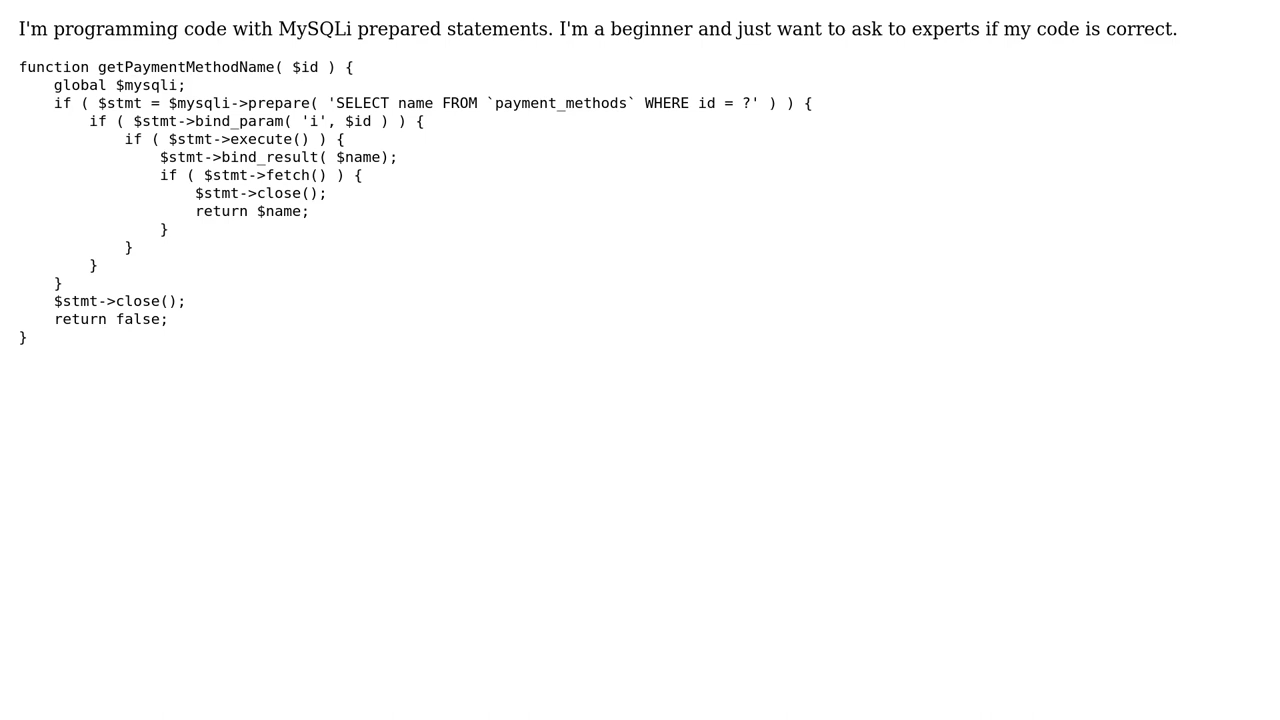 I'm programming code with MySQLi prepared statements. I'm a beginner and just want to ask to experts if my code is correct.
function getPaymentMethodName( $id ) {
    global $mysqli;
    if ( $stmt = $mysqli->prepare( 'SELECT name FROM `payment_methods` WHERE id = ?' ) ) {
        if ( $stmt->bind_param( 'i', $id ) ) {
            if ( $stmt->execute() ) {
                $stmt->bind_result( $name);
                if ( $stmt->fetch() ) {
                    $stmt->close();
                    return $name;
                }
            }
        }
    }
    $stmt->close();
    return false;
}